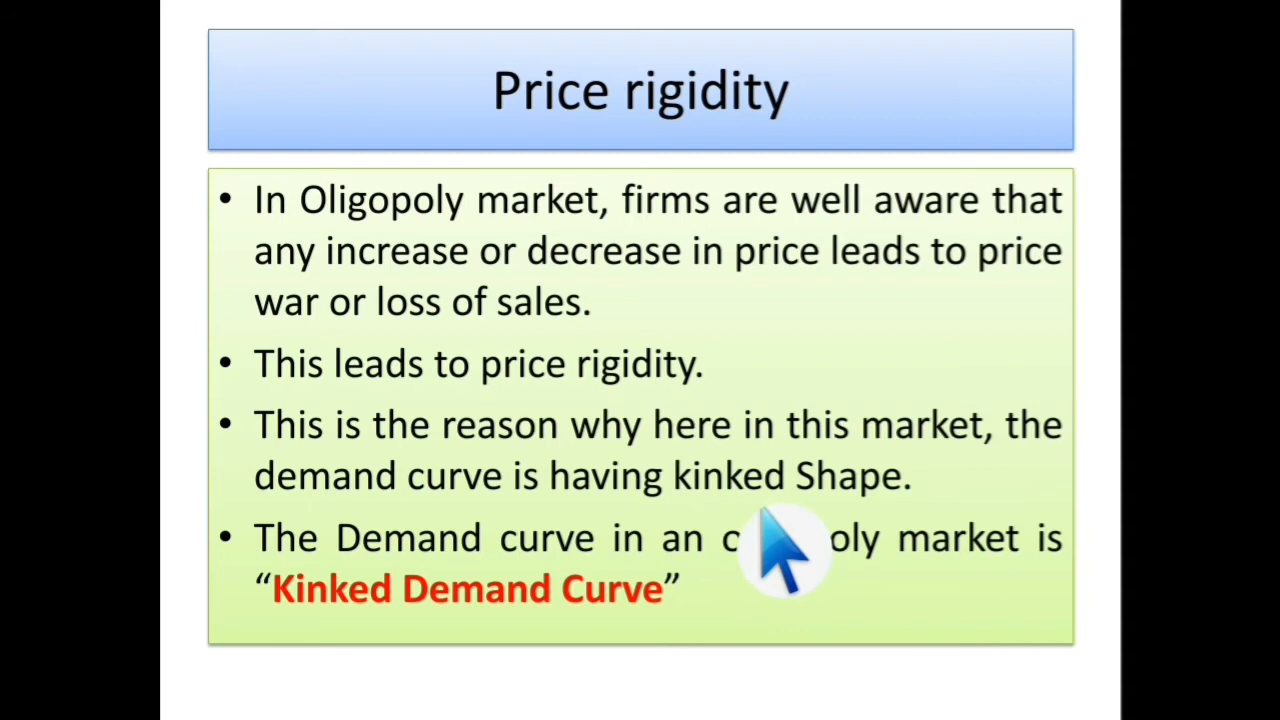 Price rigidity
• In Oligopoly market, firms are well aware that
any increase or decrease in price leads to price
war or loss of sales.
• This leads to price rigidity.
• This is the reason why here in this market, the
demand curve is having kinked Shape.
• The Demand curve in an market is
“Kinked Demand Curve”